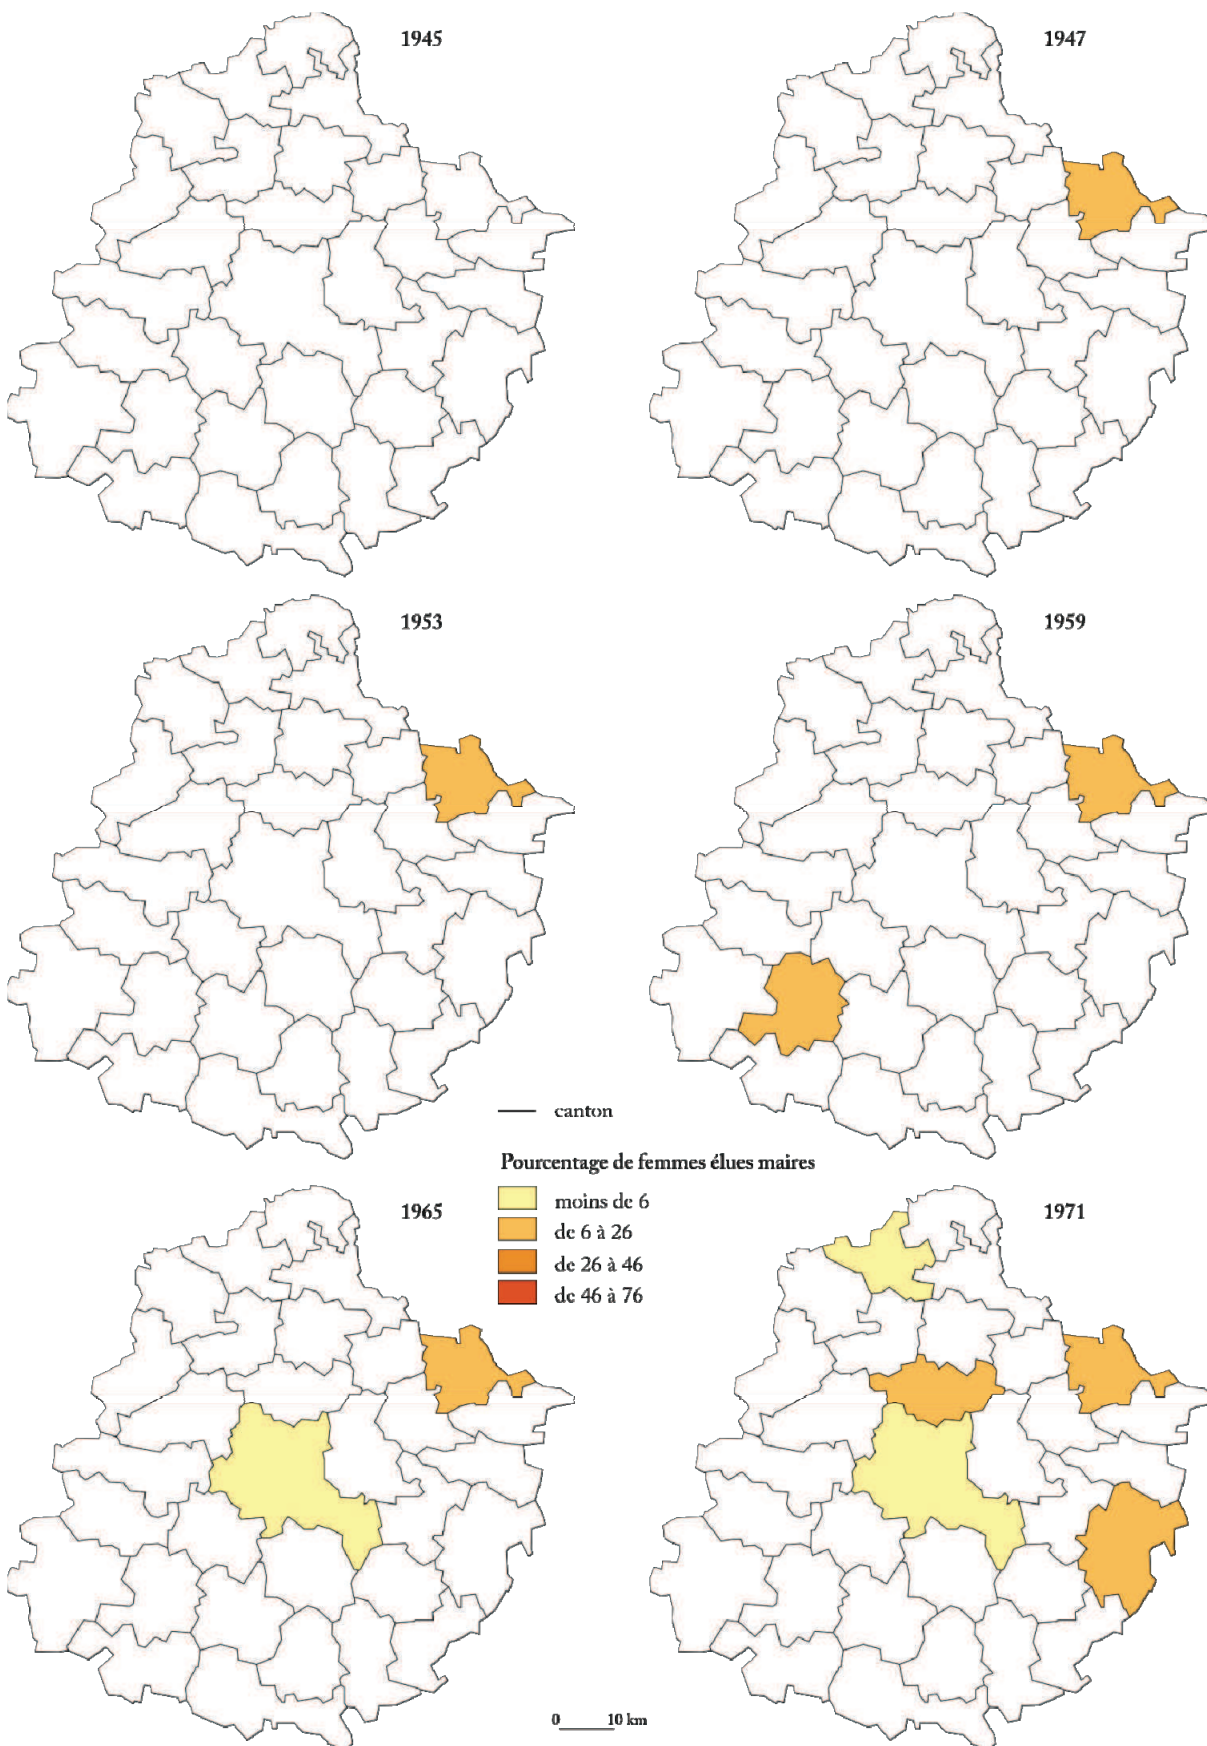 1945
1947
1953
1959
canton
Pourcentage de femmes élues maires
moins de 6
de 6 à 26
de 26 à 46
de 46 à 76
1965
1971
0 10 km